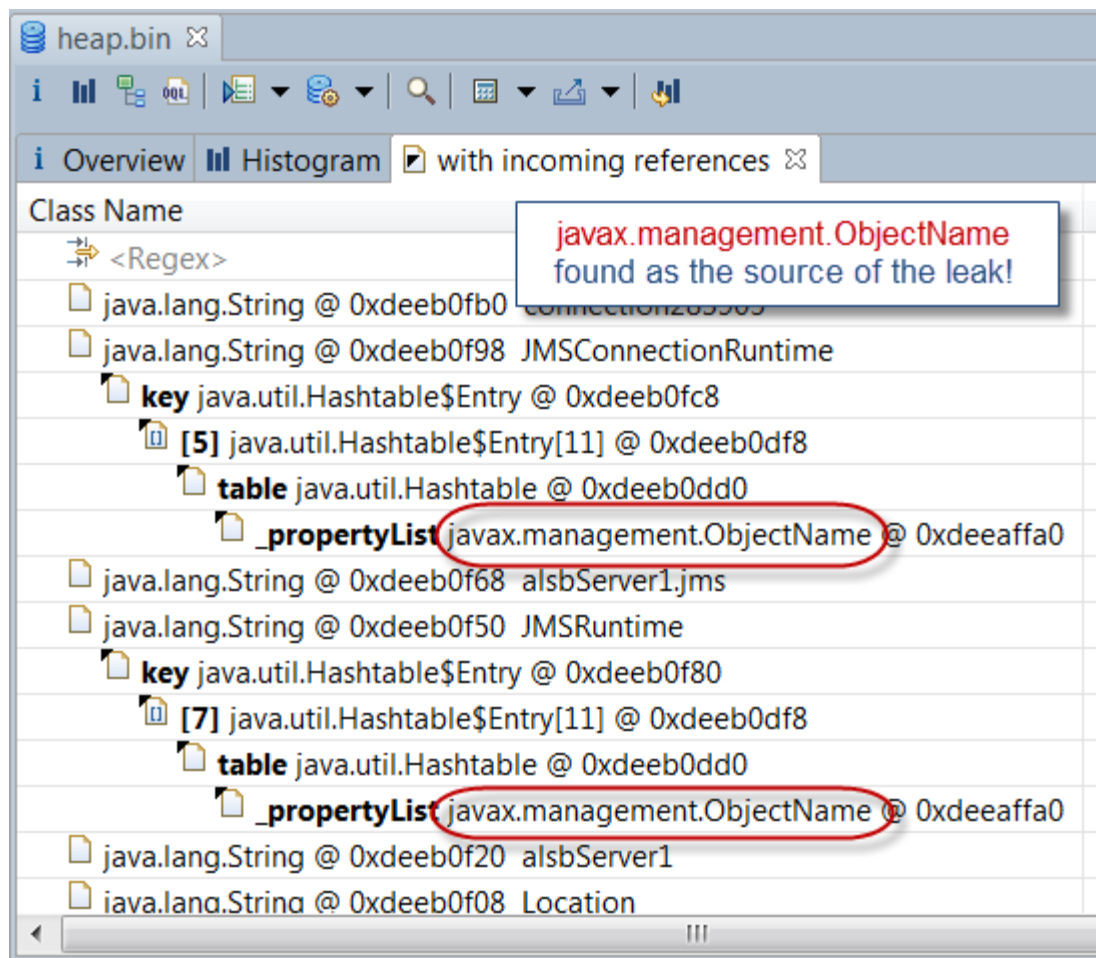 heap.bin
i OQL
i Overview Histogram with incoming references
Class Name
javax.management.ObjectName
found as the source of the leak!
<Regex>
java.lang.String @ 0xdeeb0fb0
java.lang.String @ 0xdeeb0f98 JMSConnectionRuntime
key java.util.Hashtable$Entry @ 0xdeeb0fc8
[5] java.util.Hashtable$Entry[11] @ 0xdeeb0df8
table java.util.Hashtable @ 0xdeeb0dd0
_propertyList javax.management.ObjectName @ 0xdeeaffa0
java.lang.String @ 0xdeeb0f68 alsbServer1.jms
java.lang.String @ 0xdeeb0f50 JMSRuntime
key java.util.Hashtable$Entry @ 0xdeeb0f80
[7] java.util.Hashtable$Entry[11] @ 0xdeeb0df8
table java.util.Hashtable @ 0xdeeb0dd0
_propertyList javax.management.ObjectName @ 0xdeeaffa0
java.lang.String @ 0xdeeb0f20 alsbServer1
java.lang.String @ 0xdeeb0f08 Location